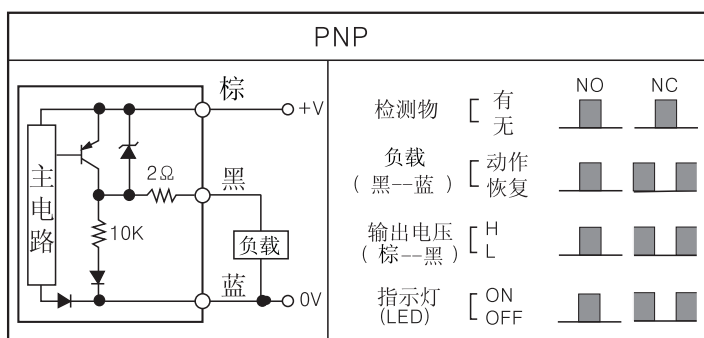 PNP
棕
+V
主电路
2Ω
黑
10K
负载
蓝
0V
NO NC
检测物 有
无
负载 动作
( 黑--蓝 ) 恢复
输出电压 H
( 棕--黑 ) L
指示灯 ON
(LED) OFF